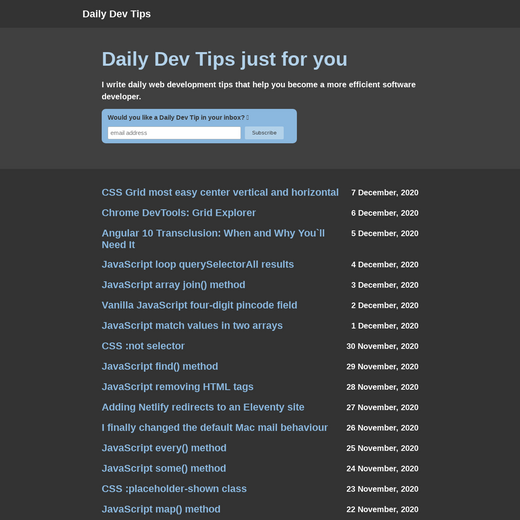 Daily Dev Tips
Daily Dev Tips just for you
I write daily web development tips that help you become a more efficient software
developer.
Would you like a Daily Dev Tip in your inbox?
email address
Subscribe
CSS Grid most easy center vertical and horizontal 7 December, 2020
Chrome DevTools: Grid Explorer 6 December, 2020
Angular 10 Transclusion: When and Why You`ll 5 December, 2020
Need It
JavaScript loop querySelectorAll results 4 December, 2020
JavaScript array join() method 3 December, 2020
Vanilla JavaScript four-digit pincode field 2 December, 2020
JavaScript match values in two arrays 1 December, 2020
CSS :not selector 30 November, 2020
JavaScript find() method 29 November, 2020
JavaScript removing HTML tags 28 November, 2020
Adding Netlify redirects to an Eleventy site 27 November, 2020
I finally changed the default Mac mail behaviour 26 November, 2020
JavaScript every() method 25 November, 2020
JavaScript some() method 24 November, 2020
CSS :placeholder-shown class 23 November, 2020
JavaScript map() method 22 November, 2020